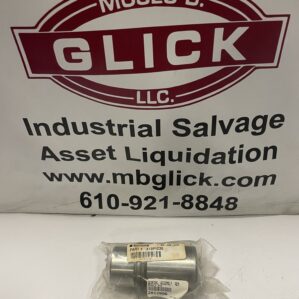 MOSES B.
GLICK
LLC.
Industrial Salvage
Asset Liquidation
www.mbglick.com
610-921-8848